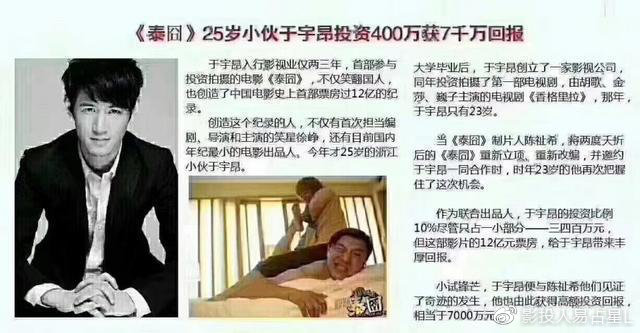 《泰囧》25岁小伙于宇昂投资400万获7千万回报
于宇昂入行影视业仅两三年，首部参与
投资拍摄的电影《泰囧》，不仅笑翻国人，
也创造了中国电影史上首部票房过12亿的纪
录。
创造这个纪录的人，不仅有首次担当编
剧、导演和主演的笑星徐峥，还有目前国内
年纪最小的电影出品人、今年才25岁的浙江
小伙于宇昂。
泰囧
大学毕业后，于宇昂创立了一家影视公司，
同年投资拍摄了第一部电视剧，由胡歌、金
莎、巍子主演的电视剧《香格里拉》，那年，
于宇昂只有23岁。
当《泰囧》制片人陈祉希，将两度夭折
后的《泰囧》重新立项、重新改编，并邀约
于宇昂一同合作时，时年23岁的他再次把握
住了这次机会。
作为联合出品人，于宇昂的投资比例
10%尽管只占一小部分——三四百万元，
但这部影片的12亿元票房，给于宇昂带来丰
厚回报。
小试锋芒，于宇昂便与陈祉希他们见证
了奇迹的发生，他也由此获得高额投资回报，
相当于7000万元
@影投人易占星L